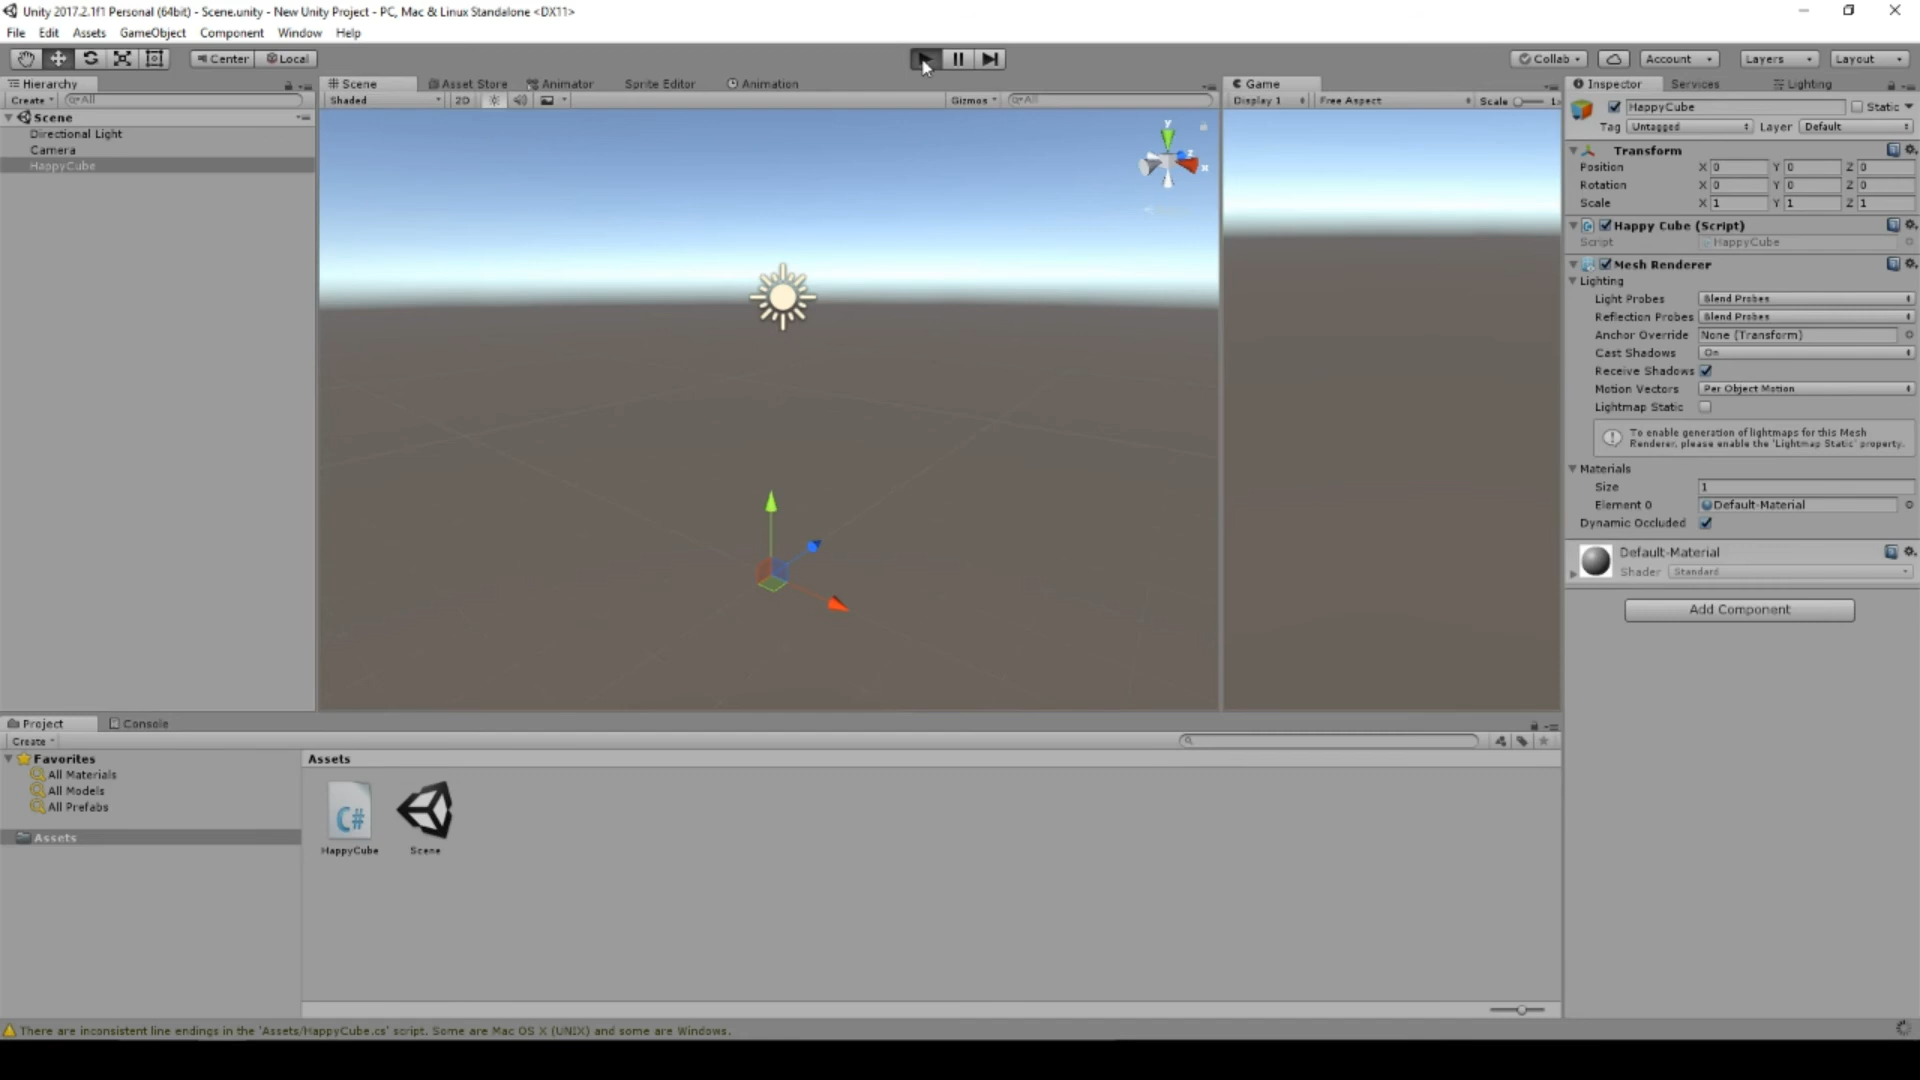 Unity 2017.2.1f1 Personal (64bit) - Scene.unity - New Unity Project - PC, Mac & Linux Standalone <DX11>
File Edit Assets GameObject Component Window Help
Center Local Collab Account Layers Layout
Hierarchy Scene Asset Store Animator Sprite Editor Animation Game Inspector Services Lighting
Create All Shaded 2D Gizmos All Display 1 Free Aspect Scale 1x
HappyCube Static
Tag Untagged Layer Default
Scene
Directional Light
Camera
HappyCube
y
z
x
Transform
Position X 0 Y 0 Z 0
Rotation X 0 Y 0 Z 0
Scale X 1 Y 1 Z 1
Happy Cube (Script)
Script HappyCube
Mesh Renderer
Lighting
Light Probes Blend Probes
Reflection Probes Blend Probes
Anchor Override None (Transform)
Cast Shadows On
Receive Shadows
Motion Vectors Per Object Motion
Lightmap Static
To enable generation of lightmaps for this Mesh
Renderer, please enable the 'Lightmap Static' property.
Materials
Size 1
Element 0 Default-Material
Dynamic Occluded
Default-Material
Shader Standard
Add Component
Project Console
Create
Favorites
All Materials
All Models
All Prefabs
Assets
Assets
C#
HappyCube Scene
There are inconsistent line endings in the 'Assets/HappyCube.cs' script. Some are Mac OS X (UNIX) and some are Windows.